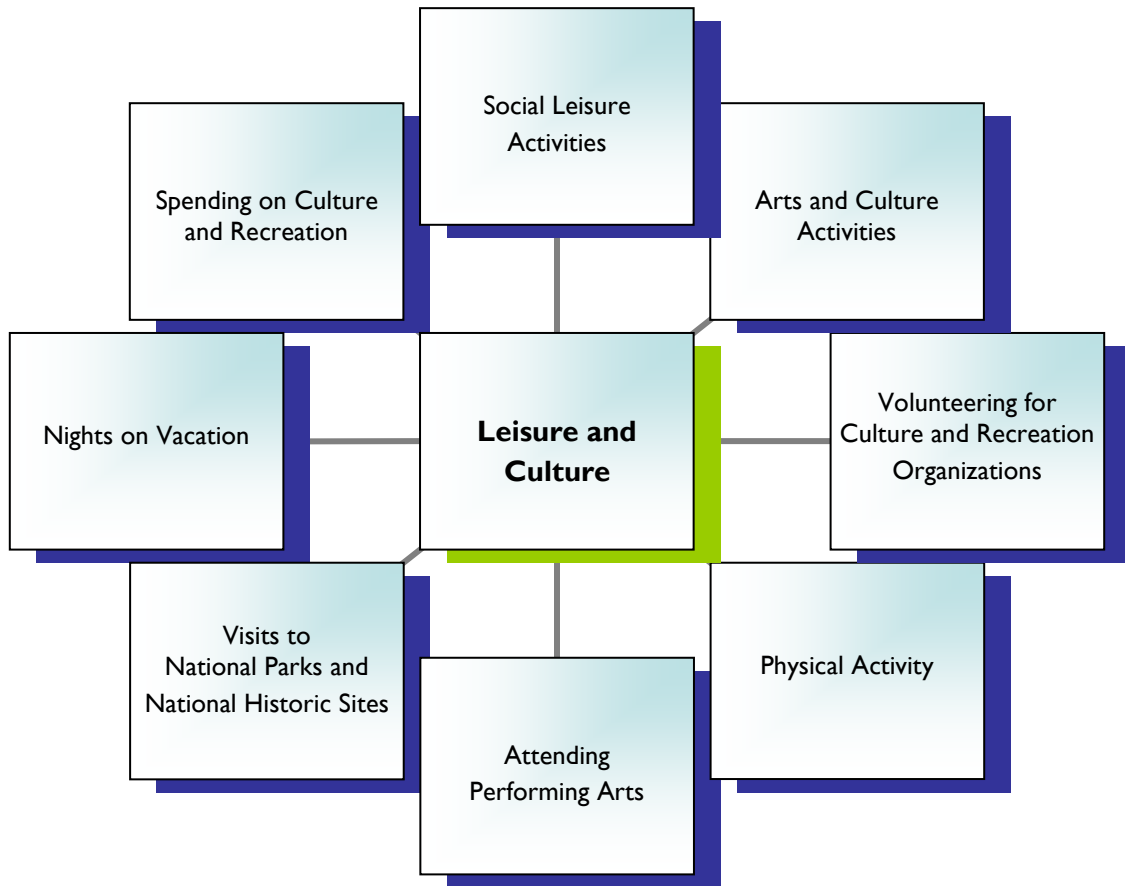 Social Leisure
Activities
Spending on Culture
and Recreation
Arts and Culture
Activities
Nights on Vacation
Leisure and
Culture
Volunteering for
Culture and Recreation
Organizations
Visits to
National Parks and
National Historic Sites
Physical Activity
Attending
Performing Arts